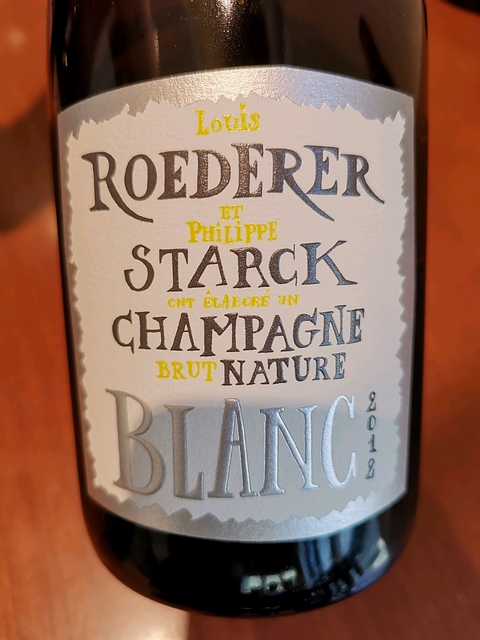 Louis
ROEDERER
ET
PHILIPPE
STARCK
ONT ÉLABORÉ UN
CHAMPAGNE
BRUT NATURE
BLANC
2012